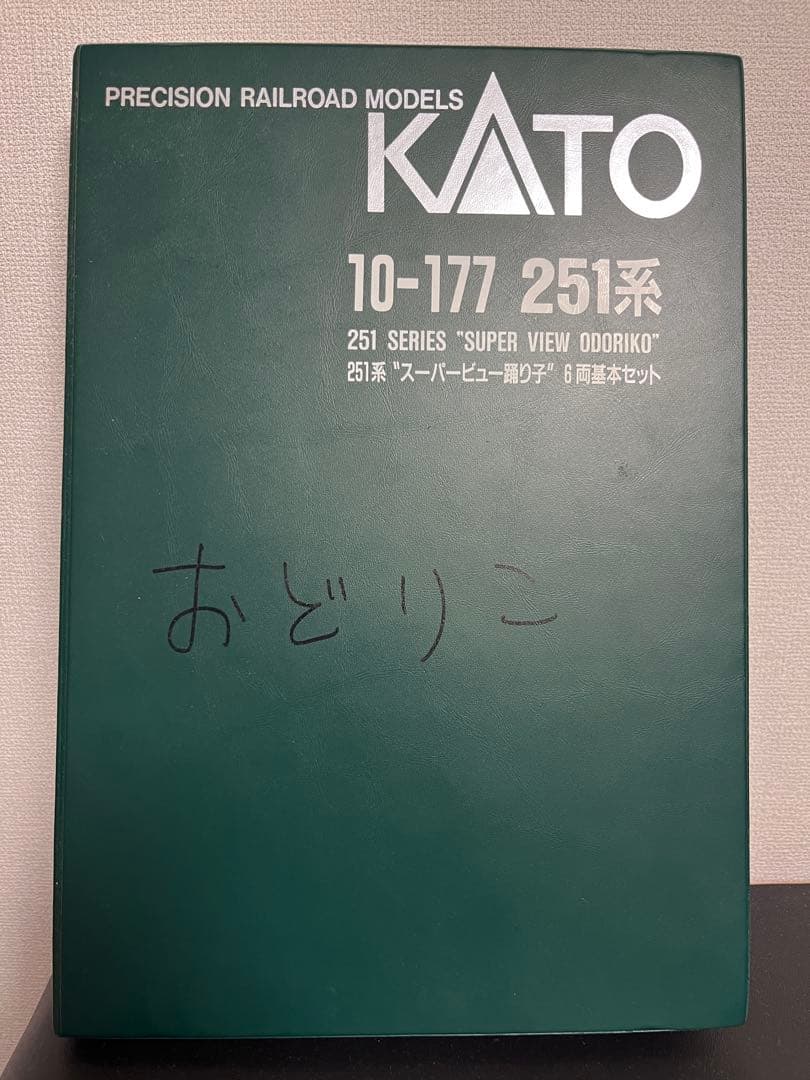 PRECISION RAILROAD MODELS
KATO
10-177 251系
251 SERIES "SUPER VIEW ODORIKO"
251系 "スーパービュー踊り子" 6両基本セット
おどりこ